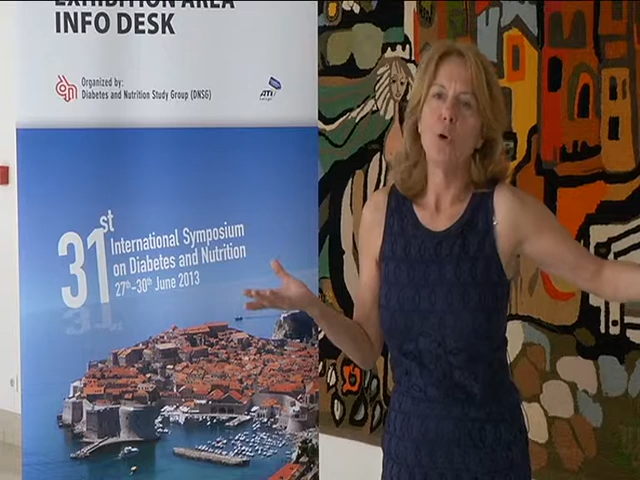 EXHIBITION AREA
INFO DESK
Organized by:
Diabetes and Nutrition Study Group (DNSG)
ATI
31st
International Symposium
on Diabetes and Nutrition
27th–30th June 2013